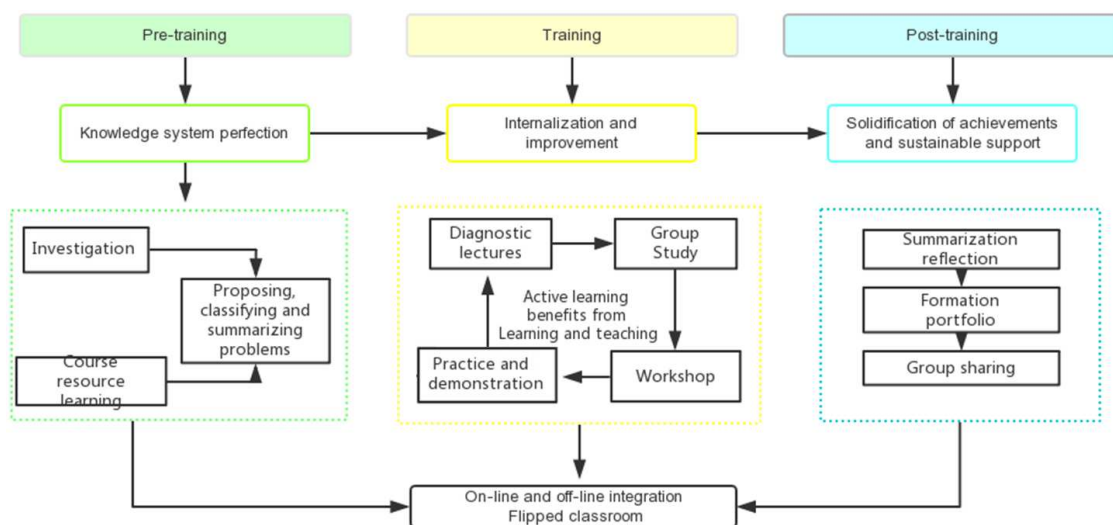 Pre-training
Training
Post-training
Knowledge system perfection
Internalization and
improvement
Solidification of achievements
and sustainable support
Investigation
Proposing,
classifying and
summarizing
problems
Course
resource
learning
Diagnostic
lectures
Group
Study
Active learning
benefits from
Learning and teaching
Practice and
demonstration
Workshop
Summarization
reflection
Formation
portfolio
Group sharing
On-line and off-line integration
Flipped classroom